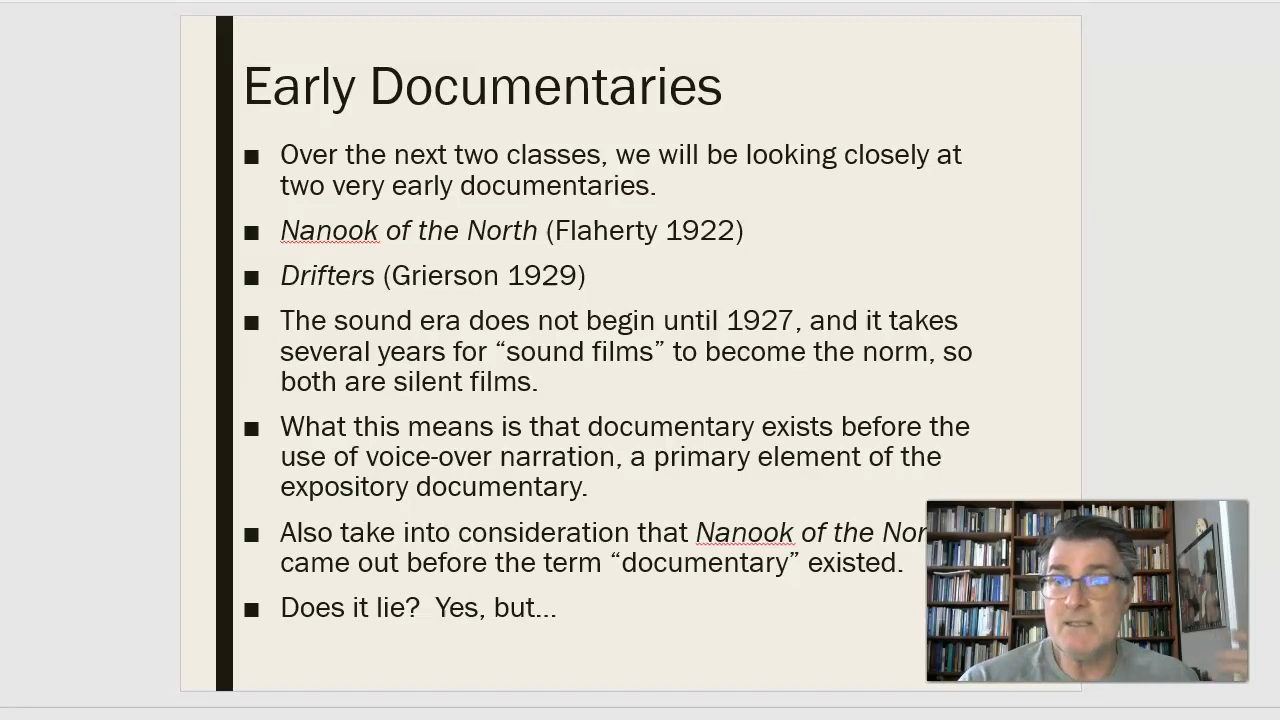 Early Documentaries
■ Over the next two classes, we will be looking closely at
two very early documentaries.
■ Nanook of the North (Flaherty 1922)
■ Drifters (Grierson 1929)
■ The sound era does not begin until 1927, and it takes
several years for “sound films” to become the norm, so
both are silent films.
■ What this means is that documentary exists before the
use of voice-over narration, a primary element of the
expository documentary.
■ Also take into consideration that Nanook of the Nor
came out before the term “documentary” existed.
■ Does it lie?  Yes, but...